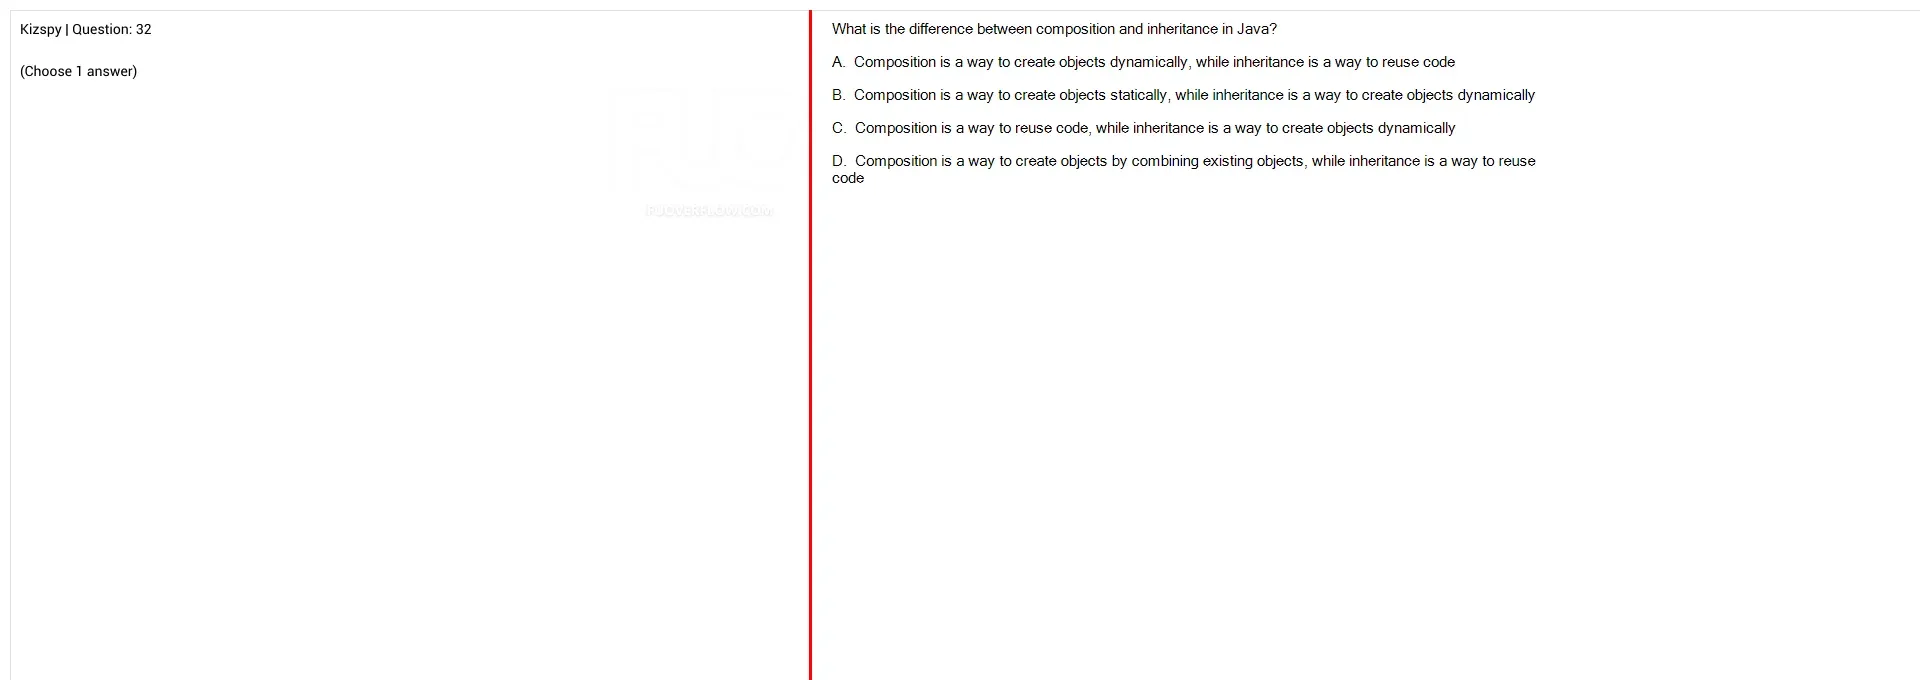 Kizspy | Question: 32
(Choose 1 answer)
FUOVERFLOW.COM
What is the difference between composition and inheritance in Java?
A. Composition is a way to create objects dynamically, while inheritance is a way to reuse code
B. Composition is a way to create objects statically, while inheritance is a way to create objects dynamically
C. Composition is a way to reuse code, while inheritance is a way to create objects dynamically
D. Composition is a way to create objects by combining existing objects, while inheritance is a way to reuse
code